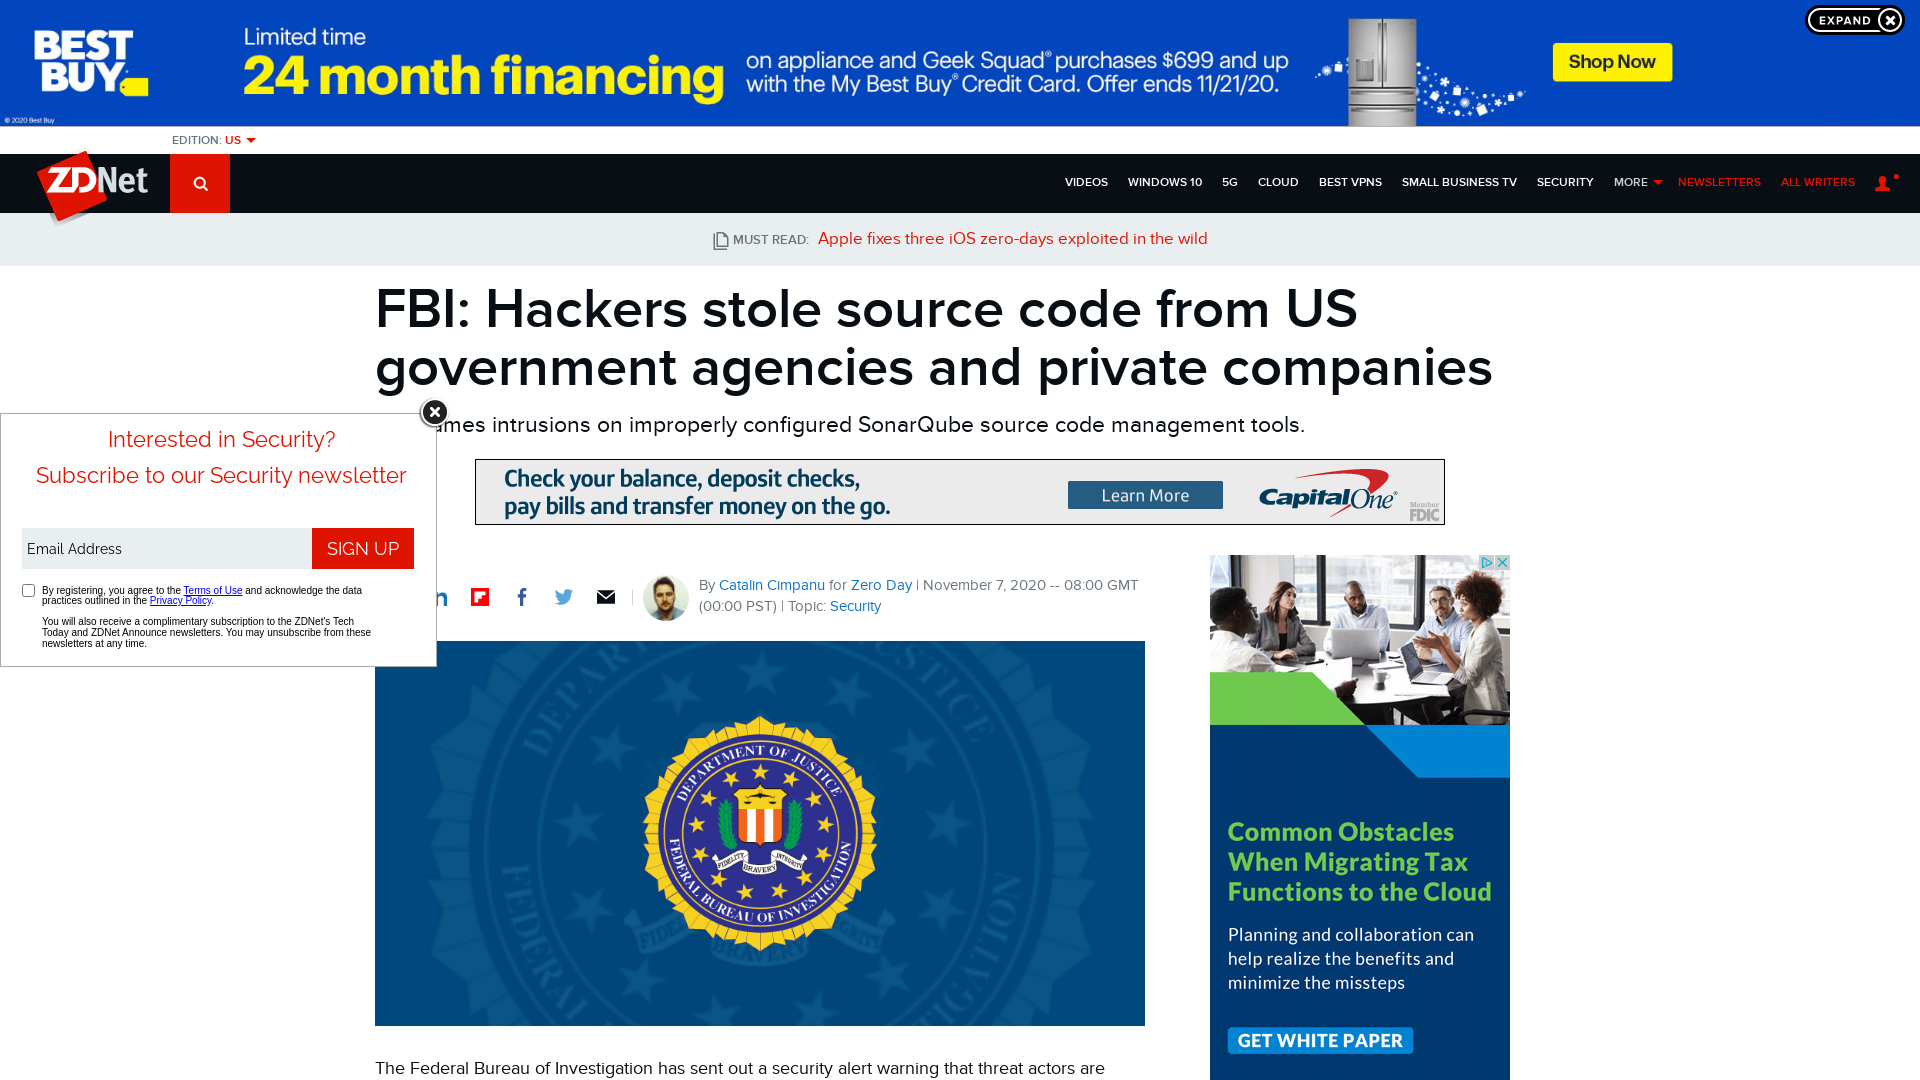 BEST
BUY
© 2020 Best Buy
Limited time
24 month financing
on appliance and Geek Squad® purchases $699 and up
with the My Best Buy® Credit Card. Offer ends 11/21/20.
Shop Now
EXPAND
EDITION: US
ZDNet
VIDEOS WINDOWS 10 5G CLOUD BEST VPNS SMALL BUSINESS TV SECURITY MORE NEWSLETTERS ALL WRITERS
MUST READ: Apple fixes three iOS zero-days exploited in the wild
FBI: Hackers stole source code from US
government agencies and private companies
intrusions on improperly configured SonarQube source code management tools.
Interested in Security?
Subscribe to our Security newsletter
Email Address
SIGN UP
By registering, you agree to the Terms of Use and acknowledge the data
practices outlined in the Privacy Policy.
You will also receive a complimentary subscription to the ZDNet's Tech
Today and ZDNet Announce newsletters. You may unsubscribe from these
newsletters at any time.
Check your balance, deposit checks,
pay bills and transfer money on the go.
Learn More
Capital One®
Member
FDIC
By Catalin Cimpanu for Zero Day | November 7, 2020 -- 08:00 GMT
(00:00 PST) | Topic: Security
DEPARTMENT OF JUSTICE
FIDELITY
BRAVERY
INTEGRITY
FEDERAL BUREAU OF INVESTIGATION
Common Obstacles
When Migrating Tax
Functions to the Cloud
Planning and collaboration can
help realize the benefits and
minimize the missteps
GET WHITE PAPER
The Federal Bureau of Investigation has sent out a security alert warning that threat actors are